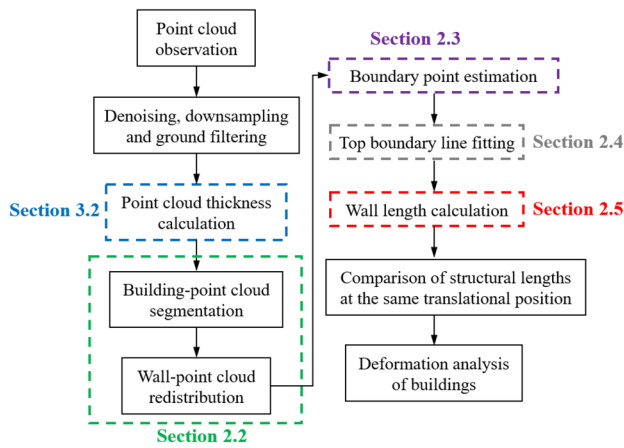 Point cloud
observation
Denoising, downsampling
and ground filtering
Section 3.2
Point cloud thickness
calculation
Building-point cloud
segmentation
Wall-point cloud
redistribution
Section 2.2
Section 2.3
Boundary point estimation
Top boundary line fitting
Section 2.4
Wall length calculation
Section 2.5
Comparison of structural lengths
at the same translational position
Deformation analysis
of buildings